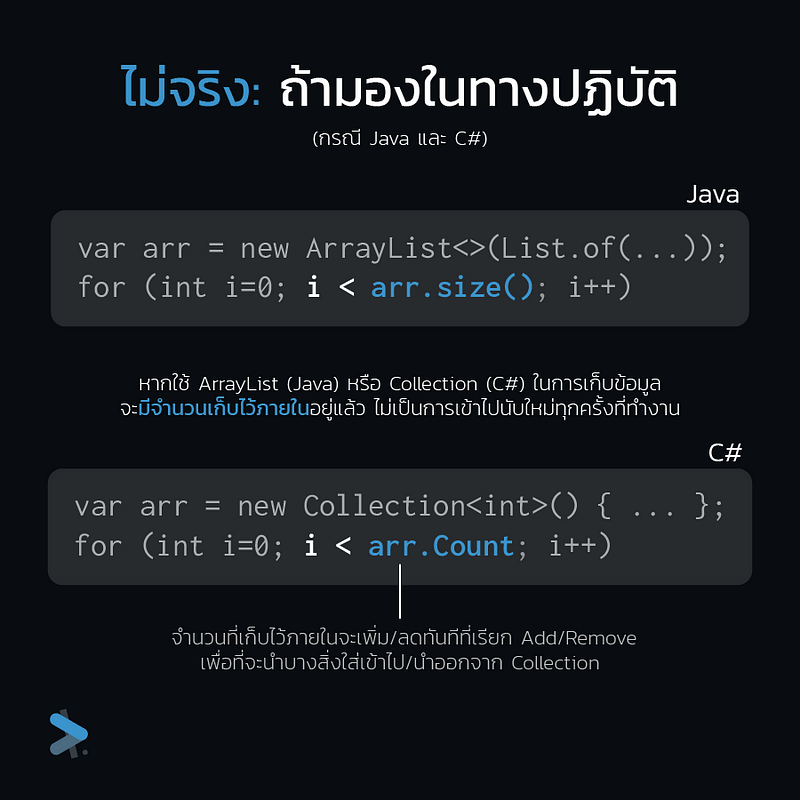 ไม่จริง: ถ้ามองในทางปฏิบัติ
(กรณี Java และ C#)
Java
var arr = new ArrayList<>(List.of(...));
for (int i=0; i < arr.size(); i++)
หากใช้ ArrayList (Java) หรือ Collection (C#) ในการเก็บข้อมูล
จะมีจำนวนเก็บไว้ภายในอยู่แล้ว ไม่เป็นการเข้าไปนับใหม่ทุกครั้งที่ทำงาน
C#
var arr = new Collection<int>() { ... };
for (int i=0; i < arr.Count; i++)
จำนวนที่เก็บไว้ภายในจะเพิ่ม/ลดทันทีที่เรียก Add/Remove
เพื่อที่จะนำบางสิ่งใส่เข้าไป/นำออกจาก Collection